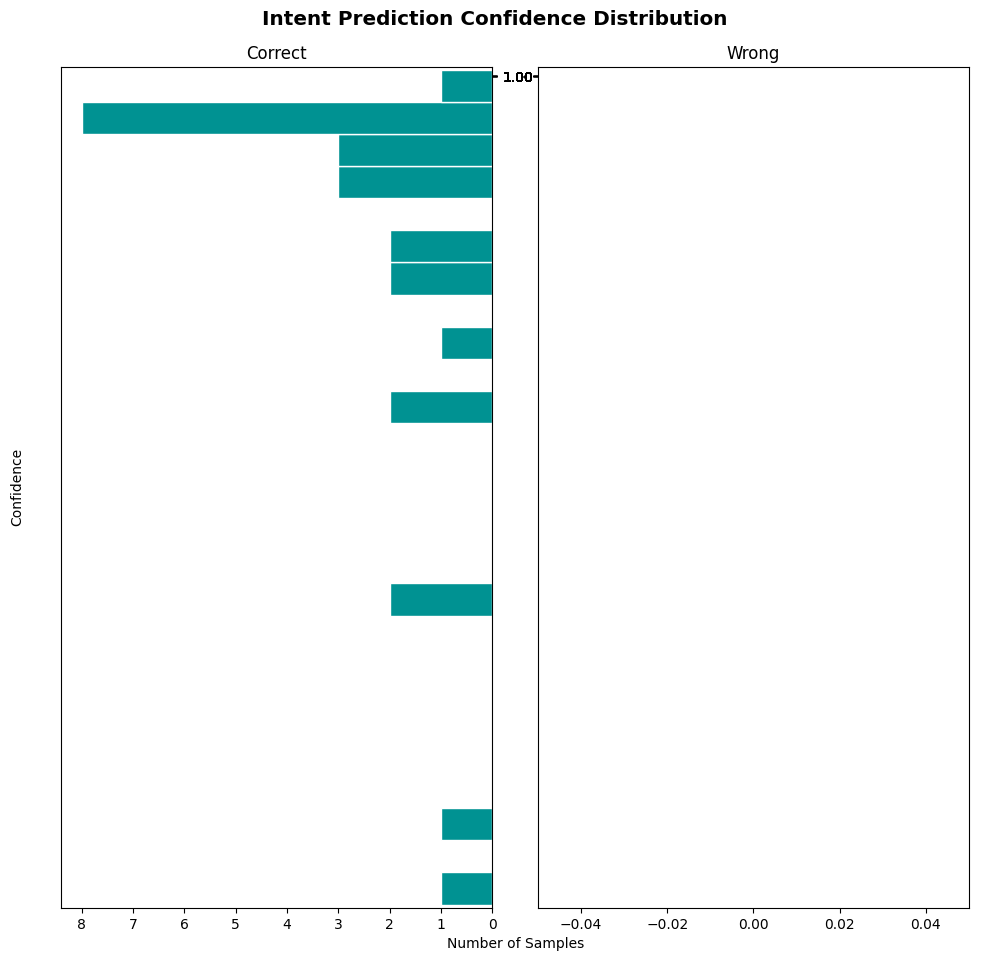 Intent Prediction Confidence Distribution
Correct
Wrong
1.00
Confidence
8 7 6 5 4 3 2 1 0
−0.04 −0.02 0.00 0.02 0.04
Number of Samples